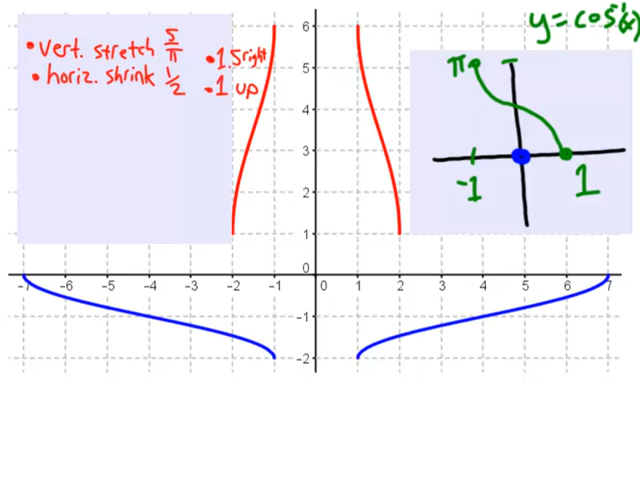 • vert. stretch 5/π
• horiz. shrink 1/2
• 1.5 right
• 1 up
y = cos⁻¹(x)
π
-1
1
6
5
4
3
2
1
0
-1
-2
-7 -6 -5 -4 -3 -2 -1 0 1 2 3 4 5 6 7